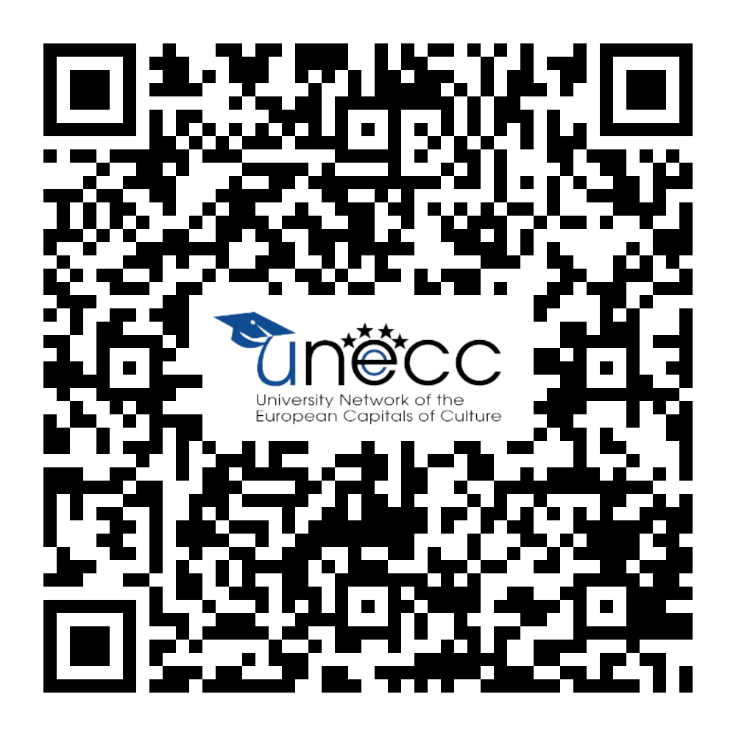 unecc
University Network of the
European Capitals of Culture